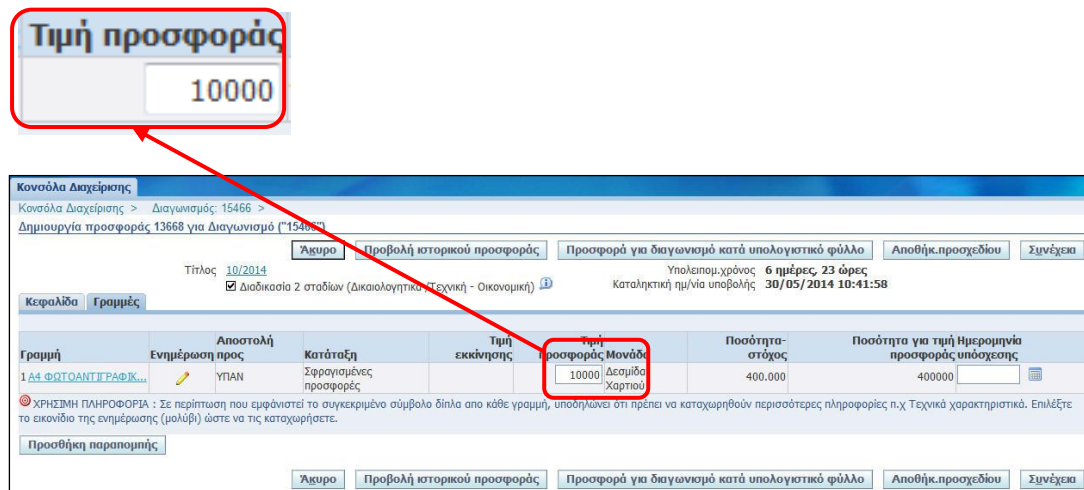 Τιμή προσφοράς
10000
Κονσόλα Διαχείρισης
Κονσόλα Διαχείρισης > Διαγωνισμός: 15466 >
Δημιουργία προσφοράς 13668 για Διαγωνισμό ("15466")
Άκυρο Προβολή ιστορικού προσφοράς Προσφορά για διαγωνισμό κατά υπολογιστικό φύλλο Αποθήκ.προσχεδίου Συνέχεια
Τίτλος 10/2014 Υπολειπομ.χρόνος 6 ημέρες, 23 ώρες
Διαδικασία 2 σταδίων (Δικαιολογητικά /Τεχνική - Οικονομική) Καταληκτική ημ/νία υποβολής 30/05/2014 10:41:58
Κεφαλίδα Γραμμές
Γραμμή Ενημέρωση Αποστολή προς Κατάταξη Τιμή εκκίνησης Τιμή προσφοράς Μονάδα Ποσότητα-στόχος Ποσότητα για τιμή προσφοράς Ημερομηνία υπόσχεσης
1 Α4 ΦΩΤΟΑΝΤΙΓΡΑΦΙΚ... ΥΠΑΝ Σφραγισμένες προσφορές 10000 Δεσμίδα Χαρτιού 400.000 400000
ΧΡΗΣΙΜΗ ΠΛΗΡΟΦΟΡΙΑ : Σε περίπτωση που εμφάνιστεί το συγκεκριμένο σύμβολο δίπλα απο κάθε γραμμή, υποδηλώνει ότι πρέπει να καταχωρηθούν περισσότερες πληροφορίες π.χ Τεχνικά χαρακτηριστικά. Επιλέξτε
το εικονίδιο της ενημέρωσης (μολύβι) ώστε να τις καταχωρήσετε.
Προσθήκη παραπομπής
Άκυρο Προβολή ιστορικού προσφοράς Προσφορά για διαγωνισμό κατά υπολογιστικό φύλλο Αποθήκ.προσχεδίου Συνέχεια